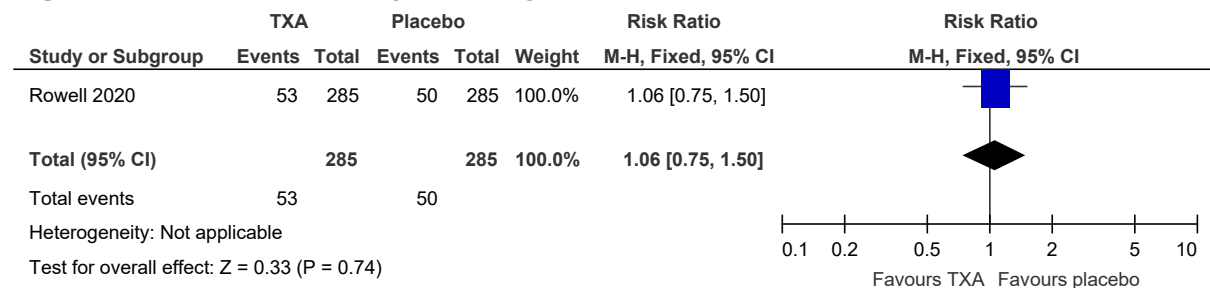 TXA Placebo Risk Ratio Risk Ratio
Study or Subgroup Events Total Events Total Weight M-H, Fixed, 95% CI M-H, Fixed, 95% CI
Rowell 2020 53 285 50 285 100.0% 1.06 [0.75, 1.50]
Total (95% CI) 285 285 100.0% 1.06 [0.75, 1.50]
Total events 53 50
Heterogeneity: Not applicable
Test for overall effect: Z = 0.33 (P = 0.74)
0.1 0.2 0.5 1 2 5 10
Favours TXA Favours placebo